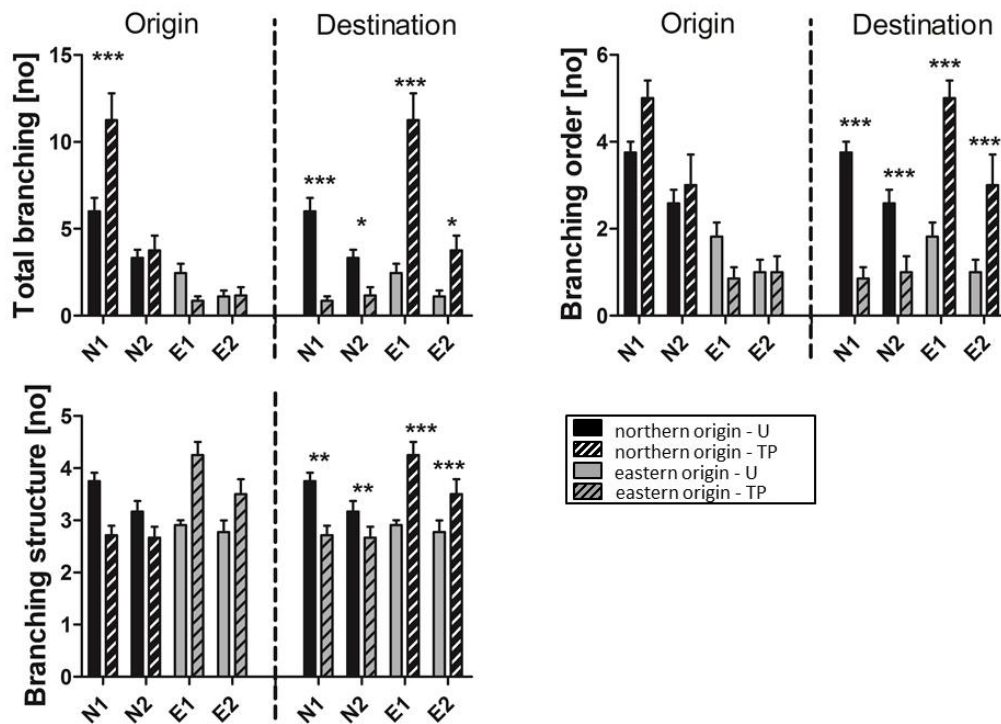 Origin
Destination
Total branching [no]
15
10
5
0
***
***
*
***
*
N1
N2
E1
E2
N1
N2
E1
E2
Origin
Destination
Branching order [no]
6
4
2
0
***
***
***
***
N1
N2
E1
E2
N1
N2
E1
E2
Branching structure [no]
5
4
3
2
1
0
**
**
***
***
N1
N2
E1
E2
N1
N2
E1
E2
northern origin - U
northern origin - TP
eastern origin - U
eastern origin - TP